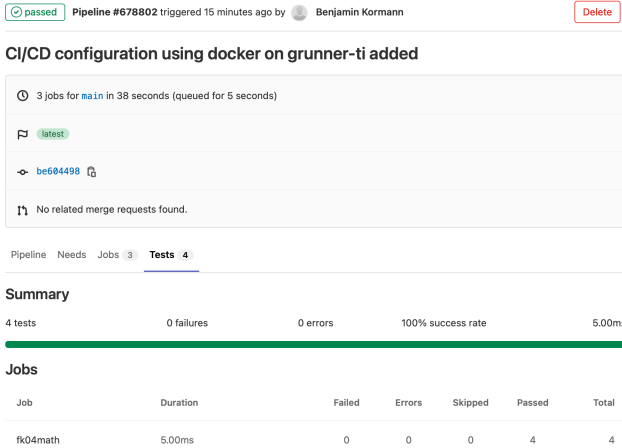 passed Pipeline #678802 triggered 15 minutes ago by Benjamin Kormann Delete
CI/CD configuration using docker on grunner-ti added
3 jobs for main in 38 seconds (queued for 5 seconds)
latest
be604498
No related merge requests found.
Pipeline Needs Jobs 3 Tests 4
Summary
4 tests 0 failures 0 errors 100% success rate 5.00ms
Jobs
Job Duration Failed Errors Skipped Passed Total
fk04math 5.00ms 0 0 0 4 4